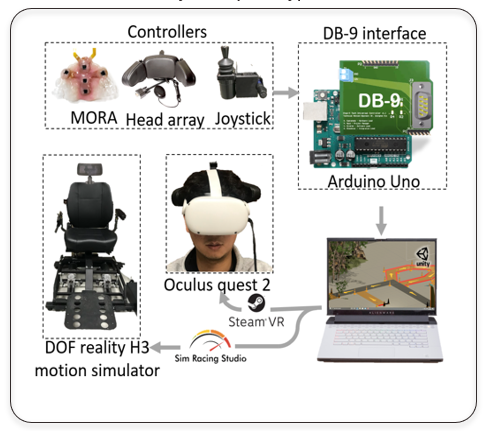 Controllers
DB-9 interface
MORA
Head array
Joystick
DB-9
Arduino Uno
unity
Oculus quest 2
Steam VR
Sim Racing Studio
DOF reality H3
motion simulator